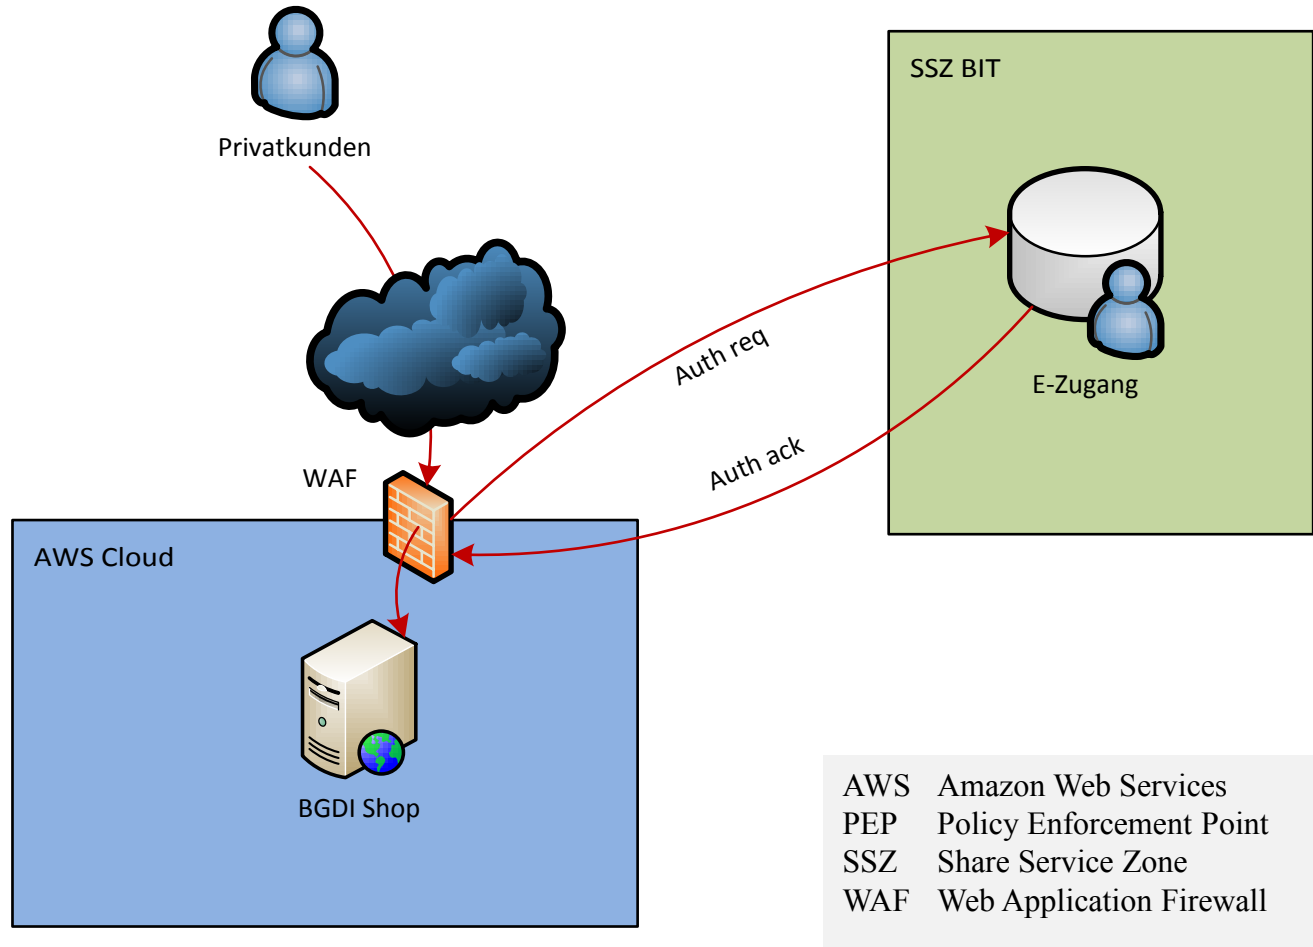 Privatkunden
SSZ BIT
E-Zugang
Auth req
Auth ack
WAF
AWS Cloud
BGDI Shop
AWS Amazon Web Services
PEP Policy Enforcement Point
SSZ Share Service Zone
WAF Web Application Firewall